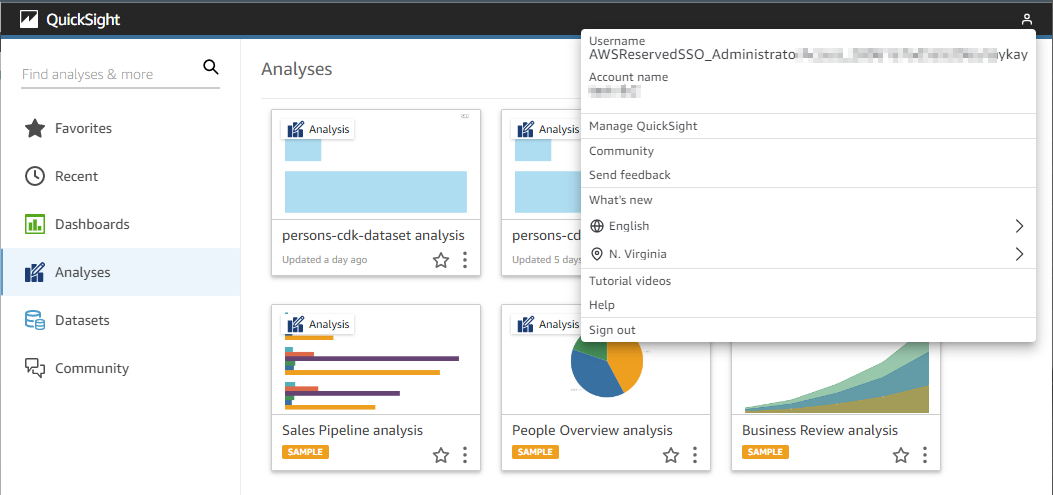 QuickSight
Find analyses & more
Favorites
Recent
Dashboards
Analyses
Datasets
Community
Analyses
Analysis
persons-cdk-dataset analysis
Updated a day ago
Analysis
persons-cd
Updated 5 days
Analysis
Sales Pipeline analysis
SAMPLE
Analysis
People Overview analysis
SAMPLE
Business Review analysis
SAMPLE
Username
AWSReservedSSO_Administrator ykay
Account name
Manage QuickSight
Community
Send feedback
What's new
English
N. Virginia
Tutorial videos
Help
Sign out